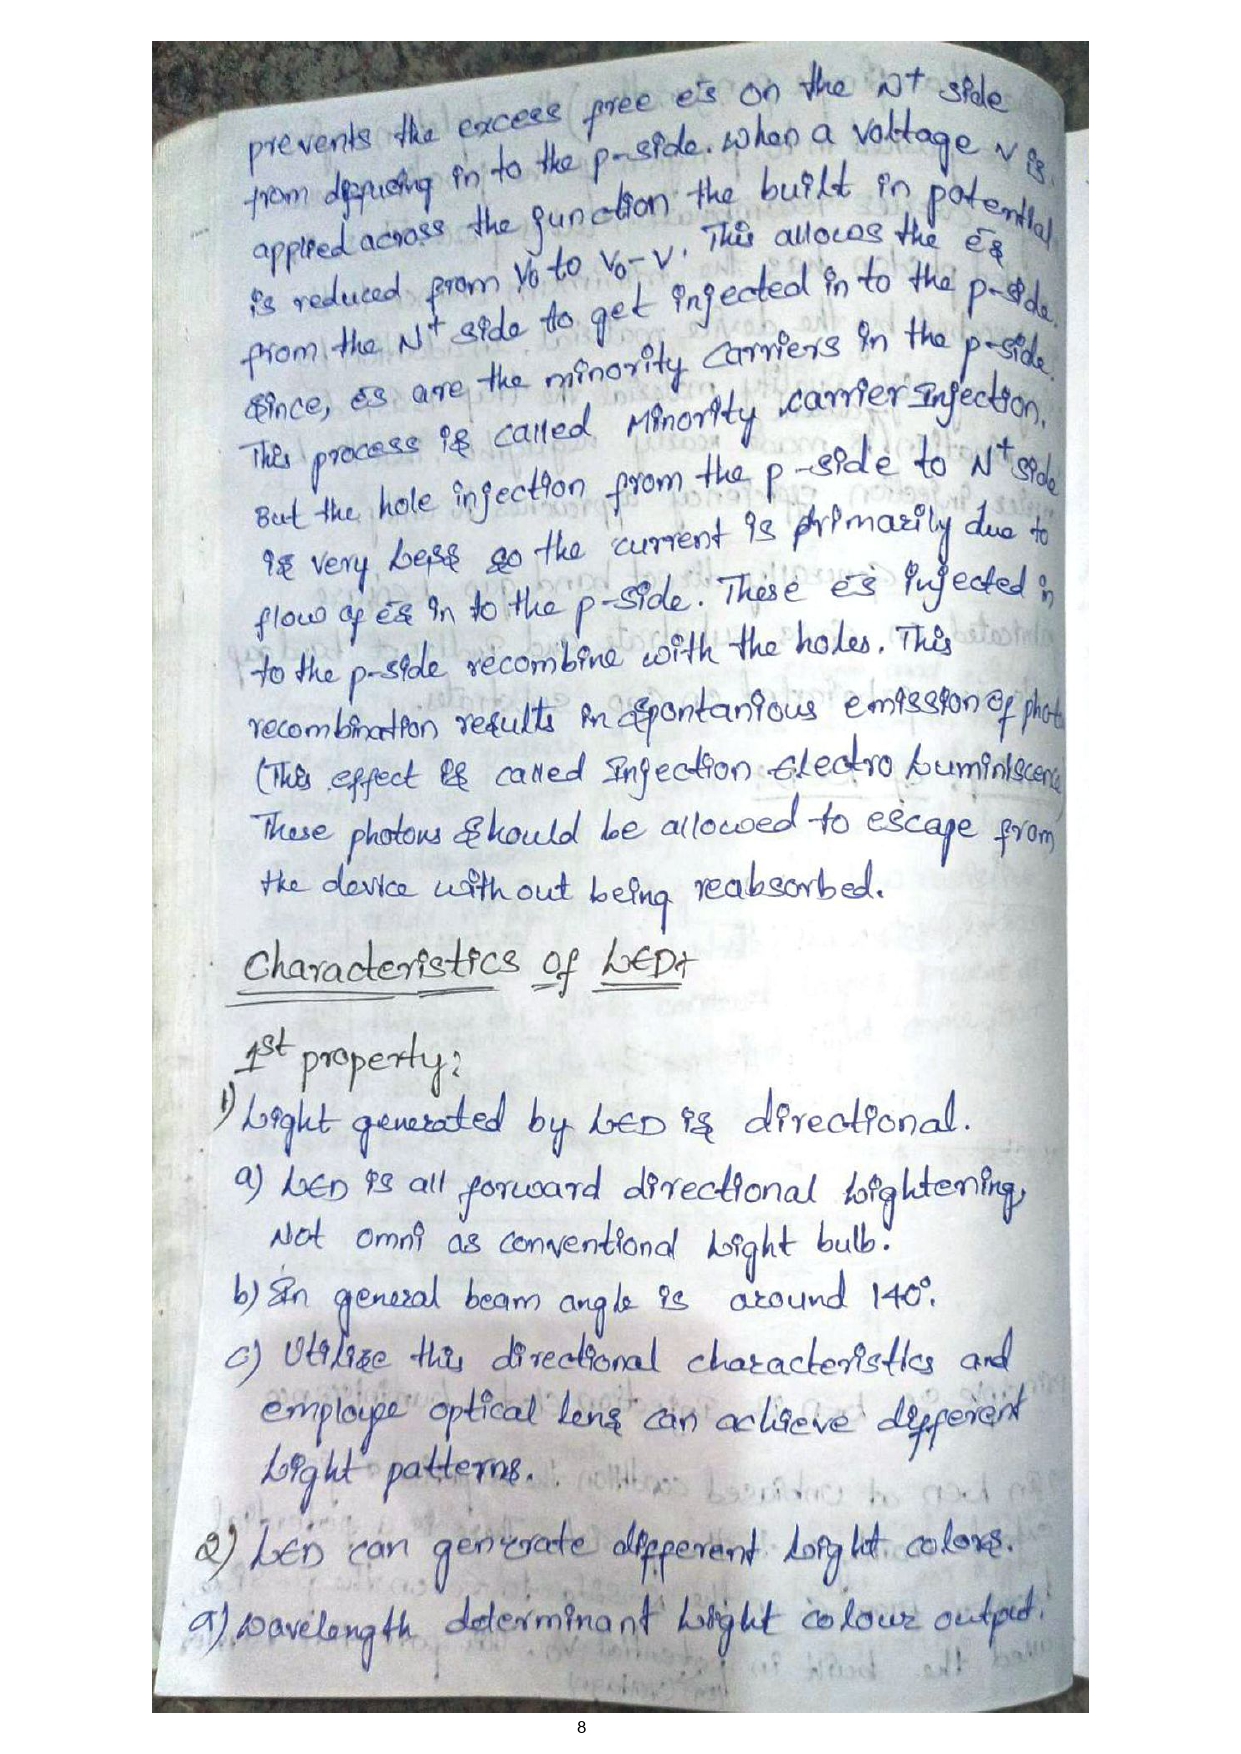 prevents the excess free e⁻s on the N⁺ side
from diffusing in to the p-side. When a voltage V is
applied across the junction the built in potential
is reduced from V₀ to V₀-V. This allows the e⁻s
from the N⁺ side to get injected in to the p-side.
Since, e⁻s are the minority carriers in the p-side.
This process is called Minority carrier Injection.
But the hole injection from the p-side to N⁺ side
is very Less so the current is primarily due to
flow of e⁻s in to the p-side. These e⁻s injected in
to the p-side recombine with the holes. This
recombination results in spontanious emission of phot
(This effect is called Injection Electro Luminiscence
These photons should be allowed to escape from
the device without being reabsorbed.
Characteristics of LED:
1st property:
1) Light generated by LED is directional.
a) LED is all forward directional Lightening,
Not omni as conventional Light bulb.
b) In general beam angle is around 140°.
c) Utilize this directional characteristics and
employe optical lens can achieve different
Light patterns.
2) LED can generate different Light colors.
a) wavelength determinant Light colour output.
8